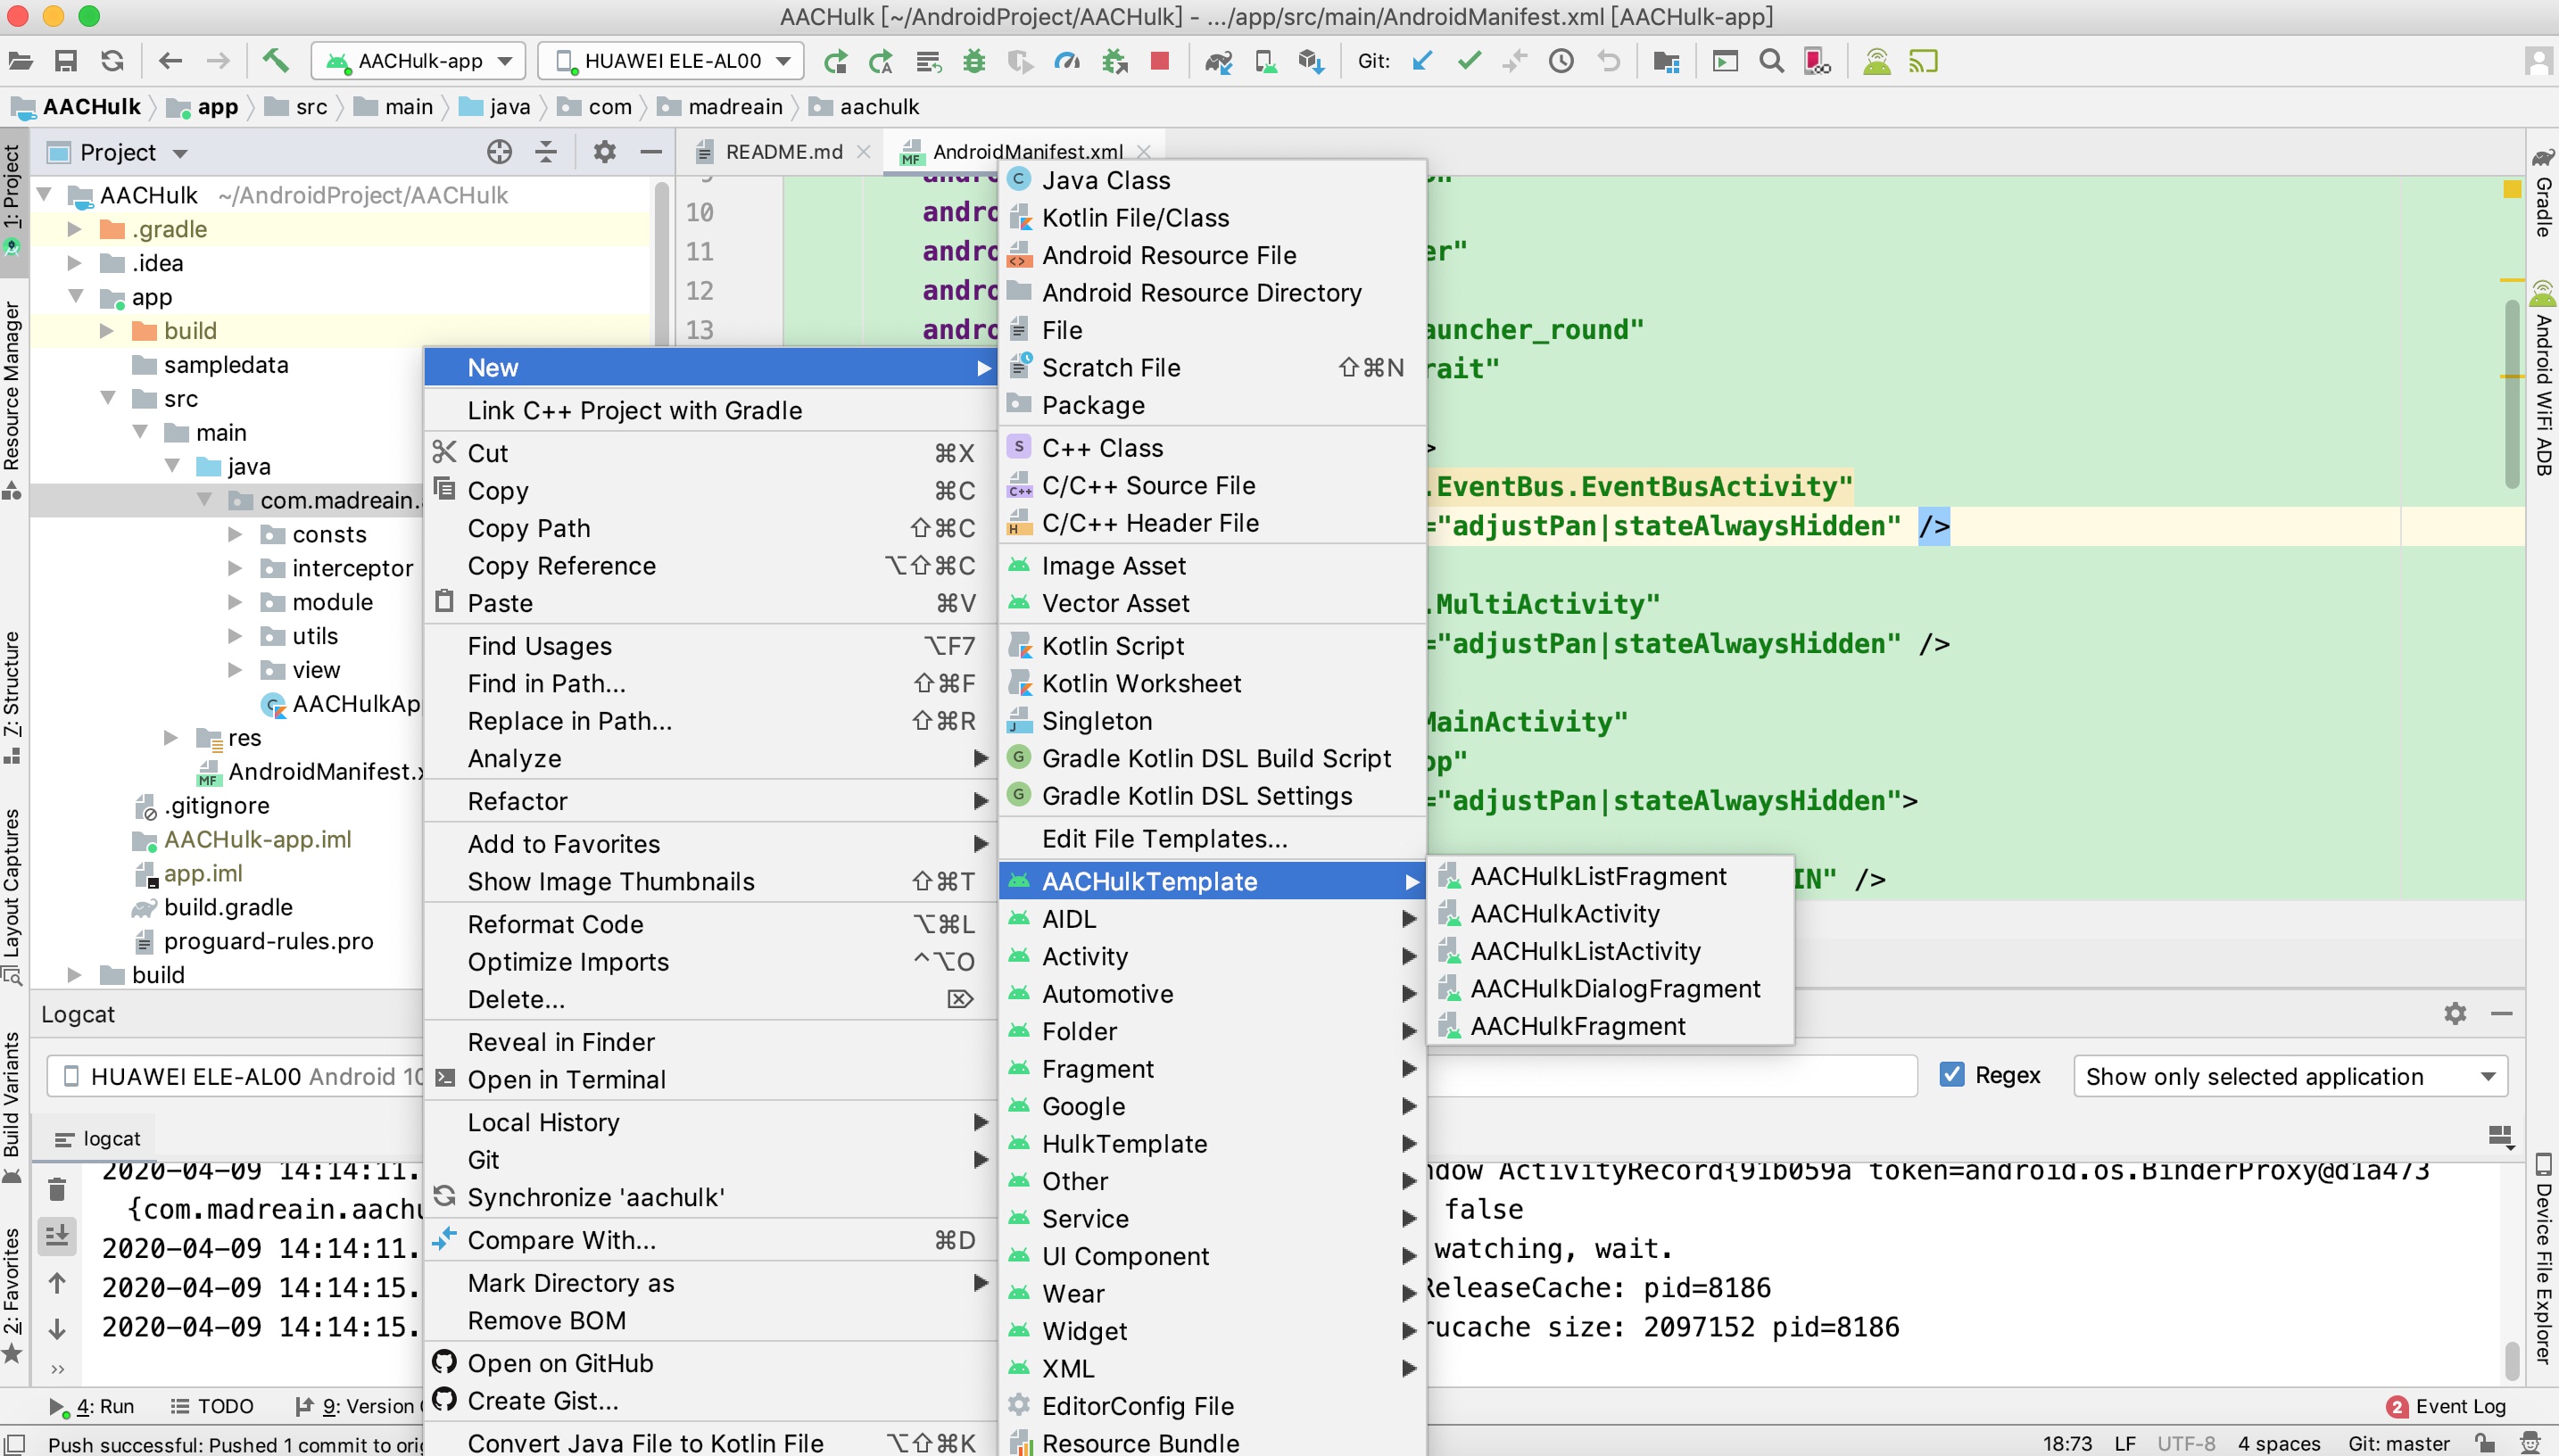 AACHulk [~/AndroidProject/AACHulk] - .../app/src/main/AndroidManifest.xml [AACHulk-app]
AACHulk-app
HUAWEI ELE-AL00
Git:
AACHulk
app
src
main
java
com
madreain
aachulk
Project
README.md
AndroidManifest.xml
1: Project
Resource Manager
7: Structure
Layout Captures
Build Variants
2: Favorites
AACHulk ~/AndroidProject/AACHulk
.gradle
.idea
app
build
sampledata
src
main
java
com.madreain.
consts
interceptor
module
utils
view
AACHulkAp
res
AndroidManifest.x
.gitignore
AACHulk-app.iml
app.iml
build.gradle
proguard-rules.pro
build
10 andro
11 andro er"
12 andro
13 andro auncher_round"
rait"
>
.EventBus.EventBusActivity"
="adjustPan|stateAlwaysHidden" />
.MultiActivity"
="adjustPan|stateAlwaysHidden" />
MainActivity"
op"
="adjustPan|stateAlwaysHidden">
IN" />
New
Link C++ Project with Gradle
Cut ⌘X
Copy ⌘C
Copy Path ⇧⌘C
Copy Reference ⌥⇧⌘C
Paste ⌘V
Find Usages ⌥F7
Find in Path... ⇧⌘F
Replace in Path... ⇧⌘R
Analyze
Refactor
Add to Favorites
Show Image Thumbnails ⇧⌘T
Reformat Code ⌥⌘L
Optimize Imports ^⌥O
Delete... ⌦
Reveal in Finder
Open in Terminal
Local History
Git
Synchronize 'aachulk'
Compare With... ⌘D
Mark Directory as
Remove BOM
Open on GitHub
Create Gist...
Convert Java File to Kotlin File ⌥⇧⌘K
Java Class
Kotlin File/Class
Android Resource File
Android Resource Directory
File
Scratch File ⇧⌘N
Package
C++ Class
C/C++ Source File
C/C++ Header File
Image Asset
Vector Asset
Kotlin Script
Kotlin Worksheet
Singleton
Gradle Kotlin DSL Build Script
Gradle Kotlin DSL Settings
Edit File Templates...
AACHulkTemplate
AIDL
Activity
Automotive
Folder
Fragment
Google
HulkTemplate
Other
Service
UI Component
Wear
Widget
XML
EditorConfig File
Resource Bundle
AACHulkListFragment
AACHulkActivity
AACHulkListActivity
AACHulkDialogFragment
AACHulkFragment
Gradle
Android WiFi ADB
Device File Explorer
Logcat
HUAWEI ELE-AL00 Android 10
Regex
Show only selected application
logcat
2020-04-09 14:14:11. ndow ActivityRecord{91b059a token=android.os.BinderProxy@d1a473
{com.madreain.aachu false
2020-04-09 14:14:11. watching, wait.
2020-04-09 14:14:15. ReleaseCache: pid=8186
2020-04-09 14:14:15. rucache size: 2097152 pid=8186
4: Run
TODO
9: Version
2 Event Log
Push successful: Pushed 1 commit to orig
18:73 LF UTF-8 4 spaces Git: master